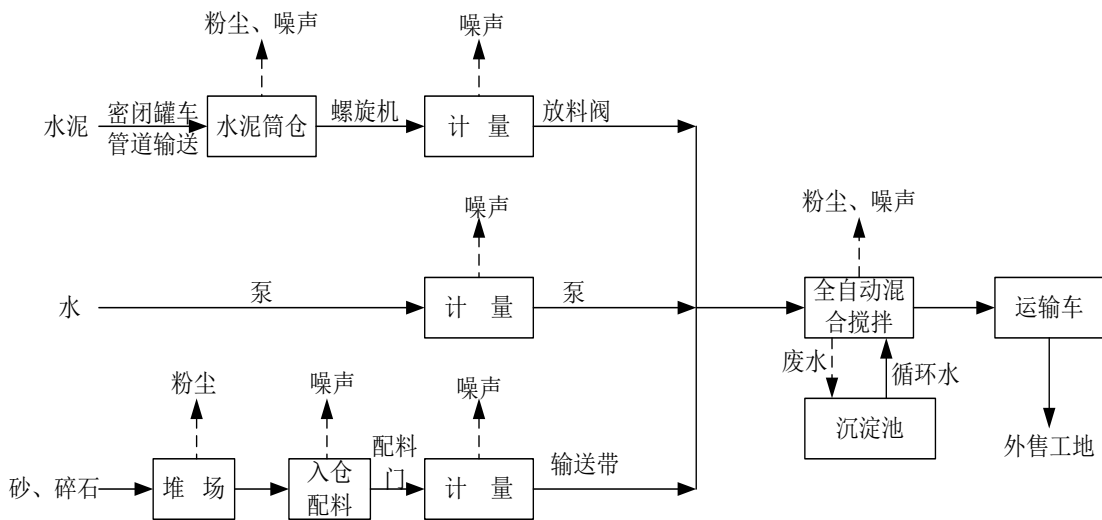 粉尘、噪声
噪声
水泥
密闭罐车
管道输送
水泥筒仓
螺旋机
计 量
放料阀
噪声
粉尘、噪声
水
泵
计 量
泵
全自动混
合搅拌
运输车
废水
循环水
粉尘
噪声
噪声
沉淀池
外售工地
砂、碎石
堆 场
入仓
配料
配料
门
计 量
输送带